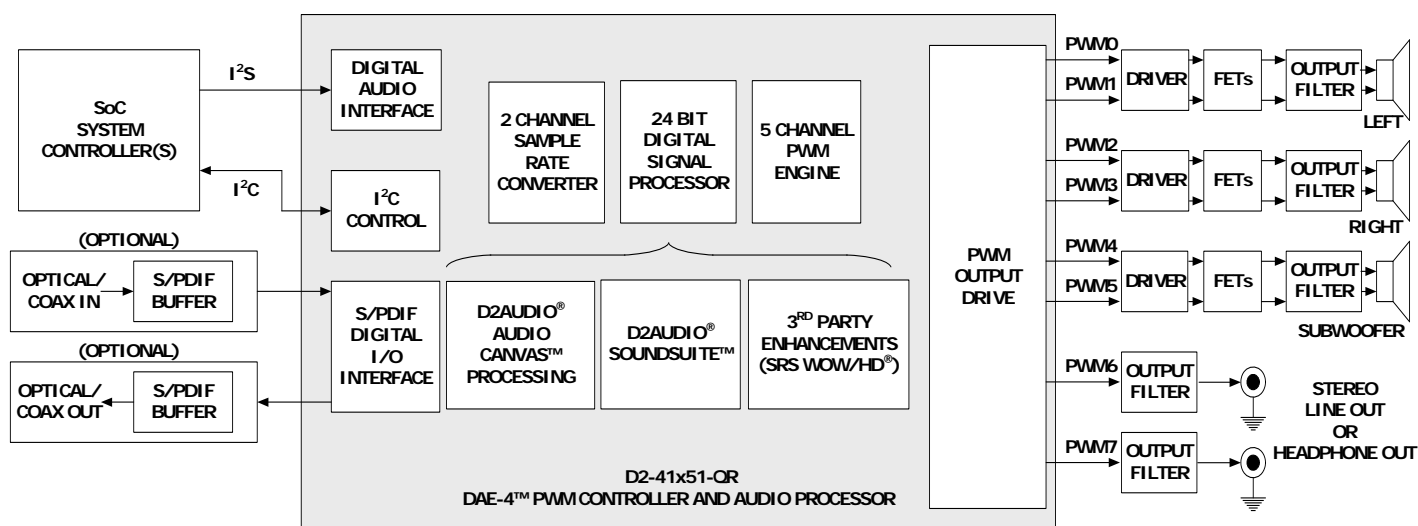 SoC
SYSTEM
CONTROLLER(S)
I²S
I²C
DIGITAL
AUDIO
INTERFACE
I²C
CONTROL
(OPTIONAL)
OPTICAL/
COAX IN
S/PDIF
BUFFER
(OPTIONAL)
OPTICAL/
COAX OUT
S/PDIF
BUFFER
S/PDIF
DIGITAL
I/O
INTERFACE
2 CHANNEL
SAMPLE
RATE
CONVERTER
24 BIT
DIGITAL
SIGNAL
PROCESSOR
5 CHANNEL
PWM
ENGINE
D2AUDIO®
AUDIO
CANVAS™
PROCESSING
D2AUDIO®
SOUNDSUITE™
3RD PARTY
ENHANCEMENTS
(SRS WOW/HD®)
D2-41x51-QR
DAE-4™ PWM CONTROLLER AND AUDIO PROCESSOR
PWM
OUTPUT
DRIVE
PWM0
PWM1
DRIVER
FETs
OUTPUT
FILTER
LEFT
PWM2
PWM3
DRIVER
FETs
OUTPUT
FILTER
RIGHT
PWM4
PWM5
DRIVER
FETs
OUTPUT
FILTER
SUBWOOFER
PWM6
OUTPUT
FILTER
PWM7
OUTPUT
FILTER
STEREO
LINE OUT
OR
HEADPHONE OUT